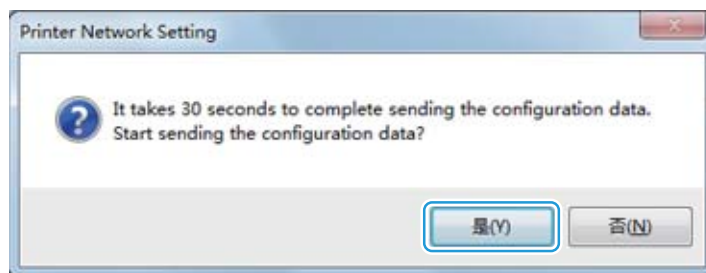 Printer Network Setting
It takes 30 seconds to complete sending the configuration data.
Start sending the configuration data?
是(Y)
否(N)